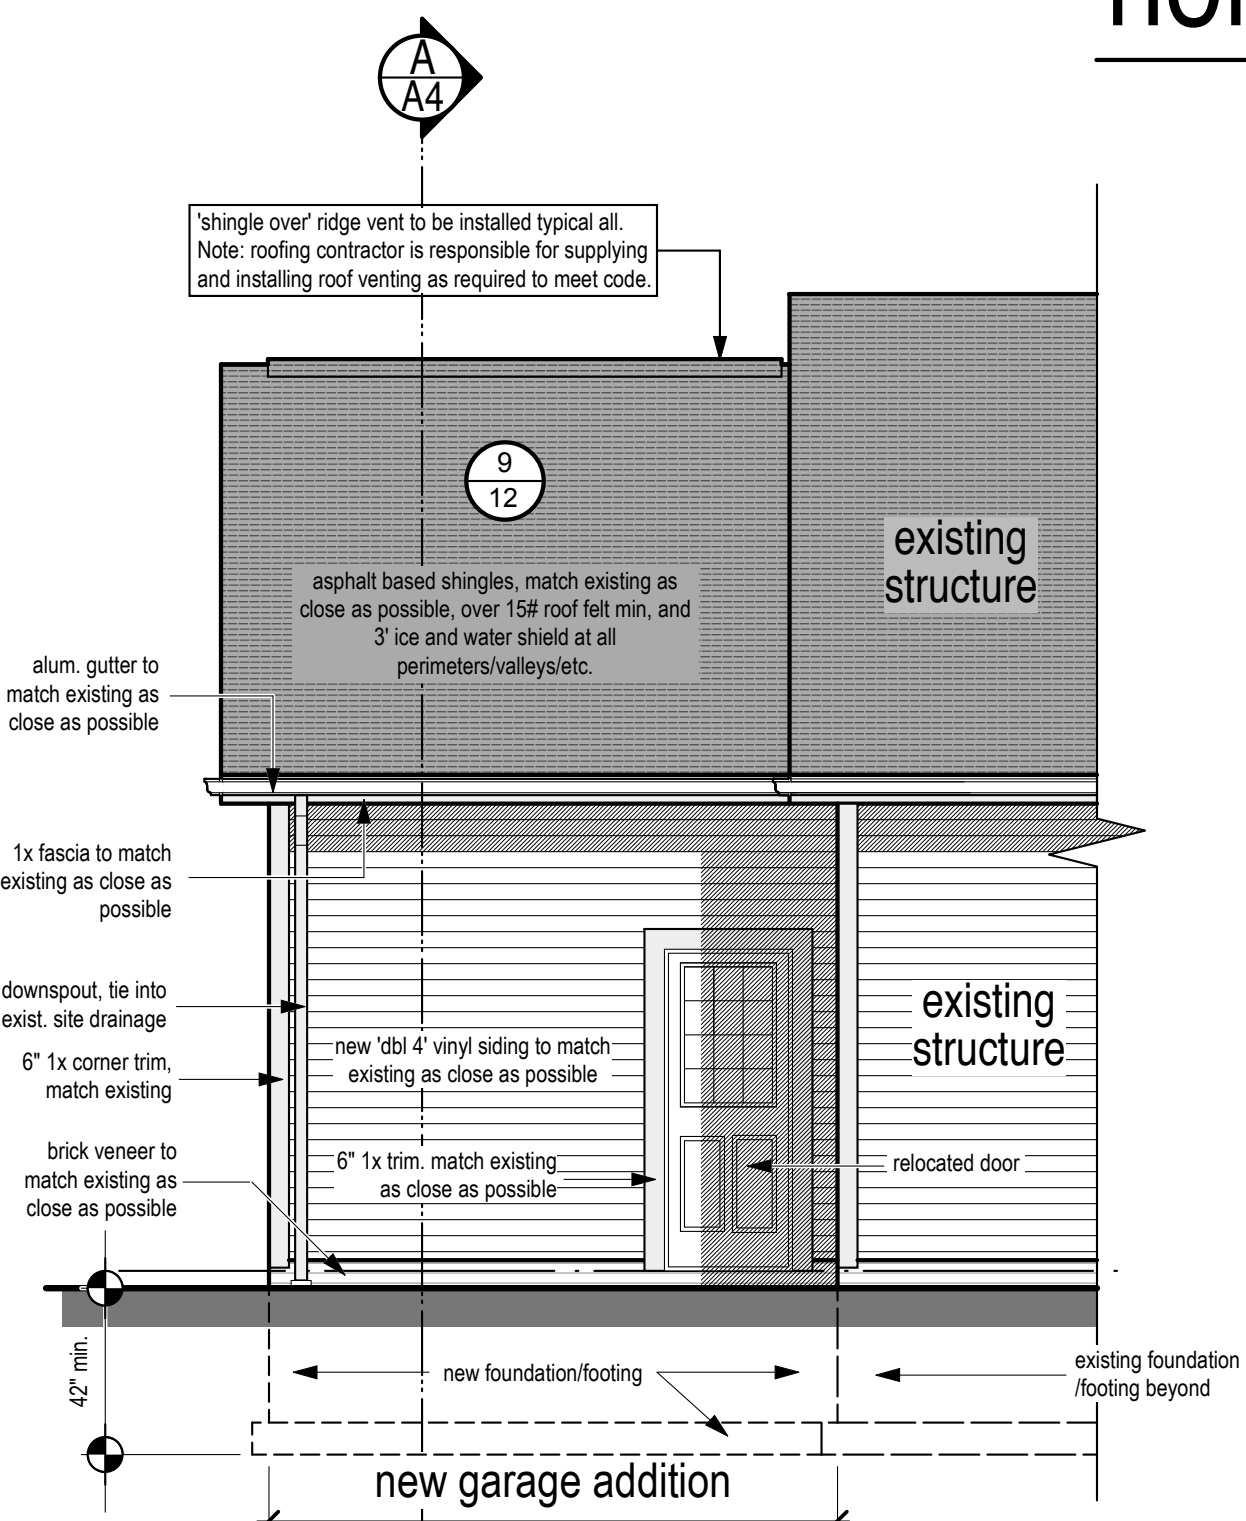 A
A4
'shingle over' ridge vent to be installed typical all.
Note: roofing contractor is responsible for supplying
and installing roof venting as required to meet code.
9
12
existing
structure
asphalt based shingles, match existing as
close as possible, over 15# roof felt min, and
3' ice and water shield at all
perimeters/valleys/etc.
alum. gutter to
match existing as
close as possible
1x fascia to match
existing as close as
possible
downspout, tie into
exist. site drainage
existing
structure
new 'dbl 4' vinyl siding to match
existing as close as possible
6" 1x corner trim,
match existing
brick veneer to
match existing as
close as possible
6" 1x trim. match existing
as close as possible
relocated door
42" min.
new foundation/footing
existing foundation
/footing beyond
new garage addition